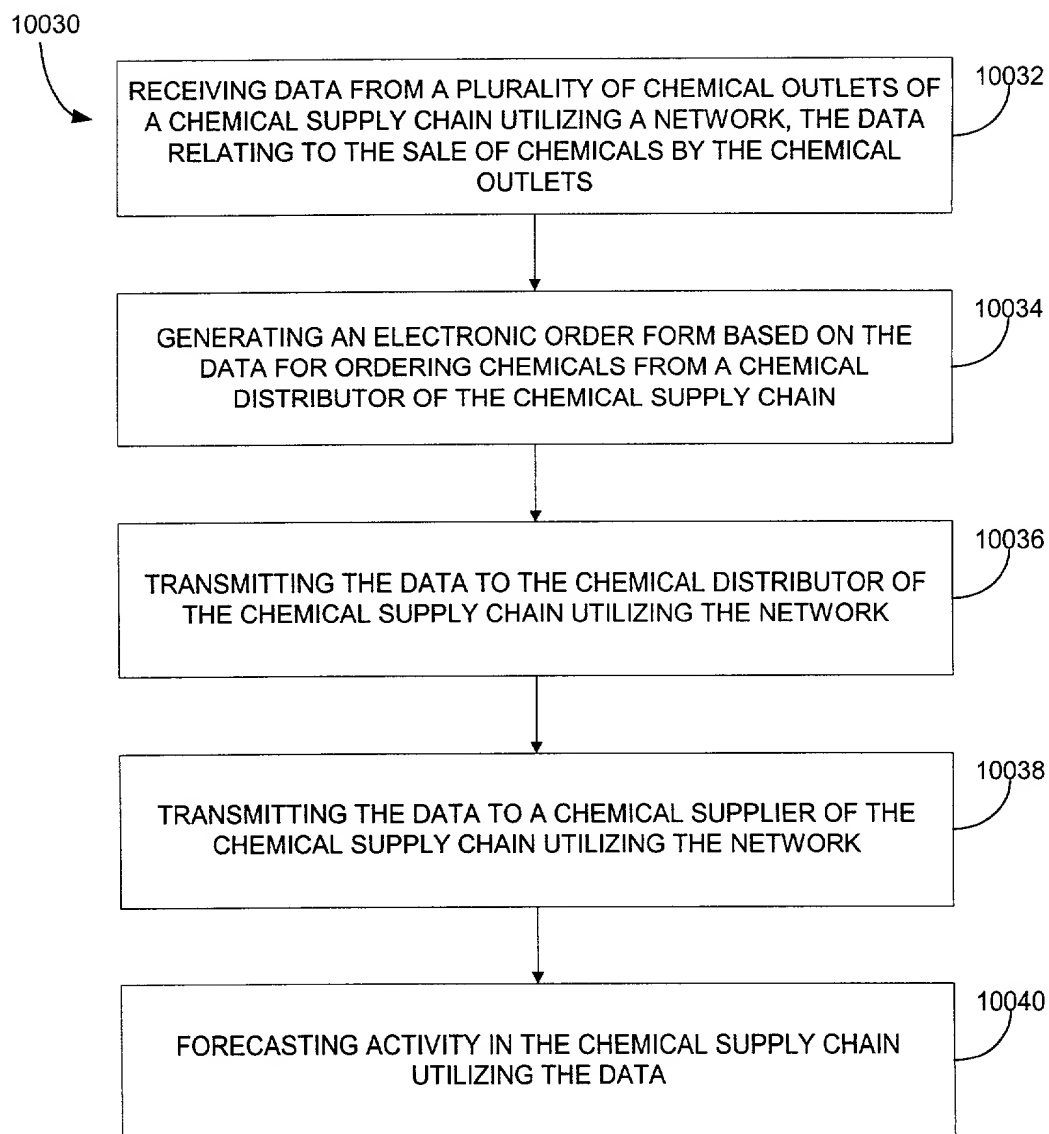 10030
RECEIVING DATA FROM A PLURALITY OF CHEMICAL OUTLETS OF
A CHEMICAL SUPPLY CHAIN UTILIZING A NETWORK, THE DATA
RELATING TO THE SALE OF CHEMICALS BY THE CHEMICAL
OUTLETS
10032
GENERATING AN ELECTRONIC ORDER FORM BASED ON THE
DATA FOR ORDERING CHEMICALS FROM A CHEMICAL
DISTRIBUTOR OF THE CHEMICAL SUPPLY CHAIN
10034
TRANSMITTING THE DATA TO THE CHEMICAL DISTRIBUTOR OF
THE CHEMICAL SUPPLY CHAIN UTILIZING THE NETWORK
10036
TRANSMITTING THE DATA TO A CHEMICAL SUPPLIER OF THE
CHEMICAL SUPPLY CHAIN UTILIZING THE NETWORK
10038
FORECASTING ACTIVITY IN THE CHEMICAL SUPPLY CHAIN
UTILIZING THE DATA
10040